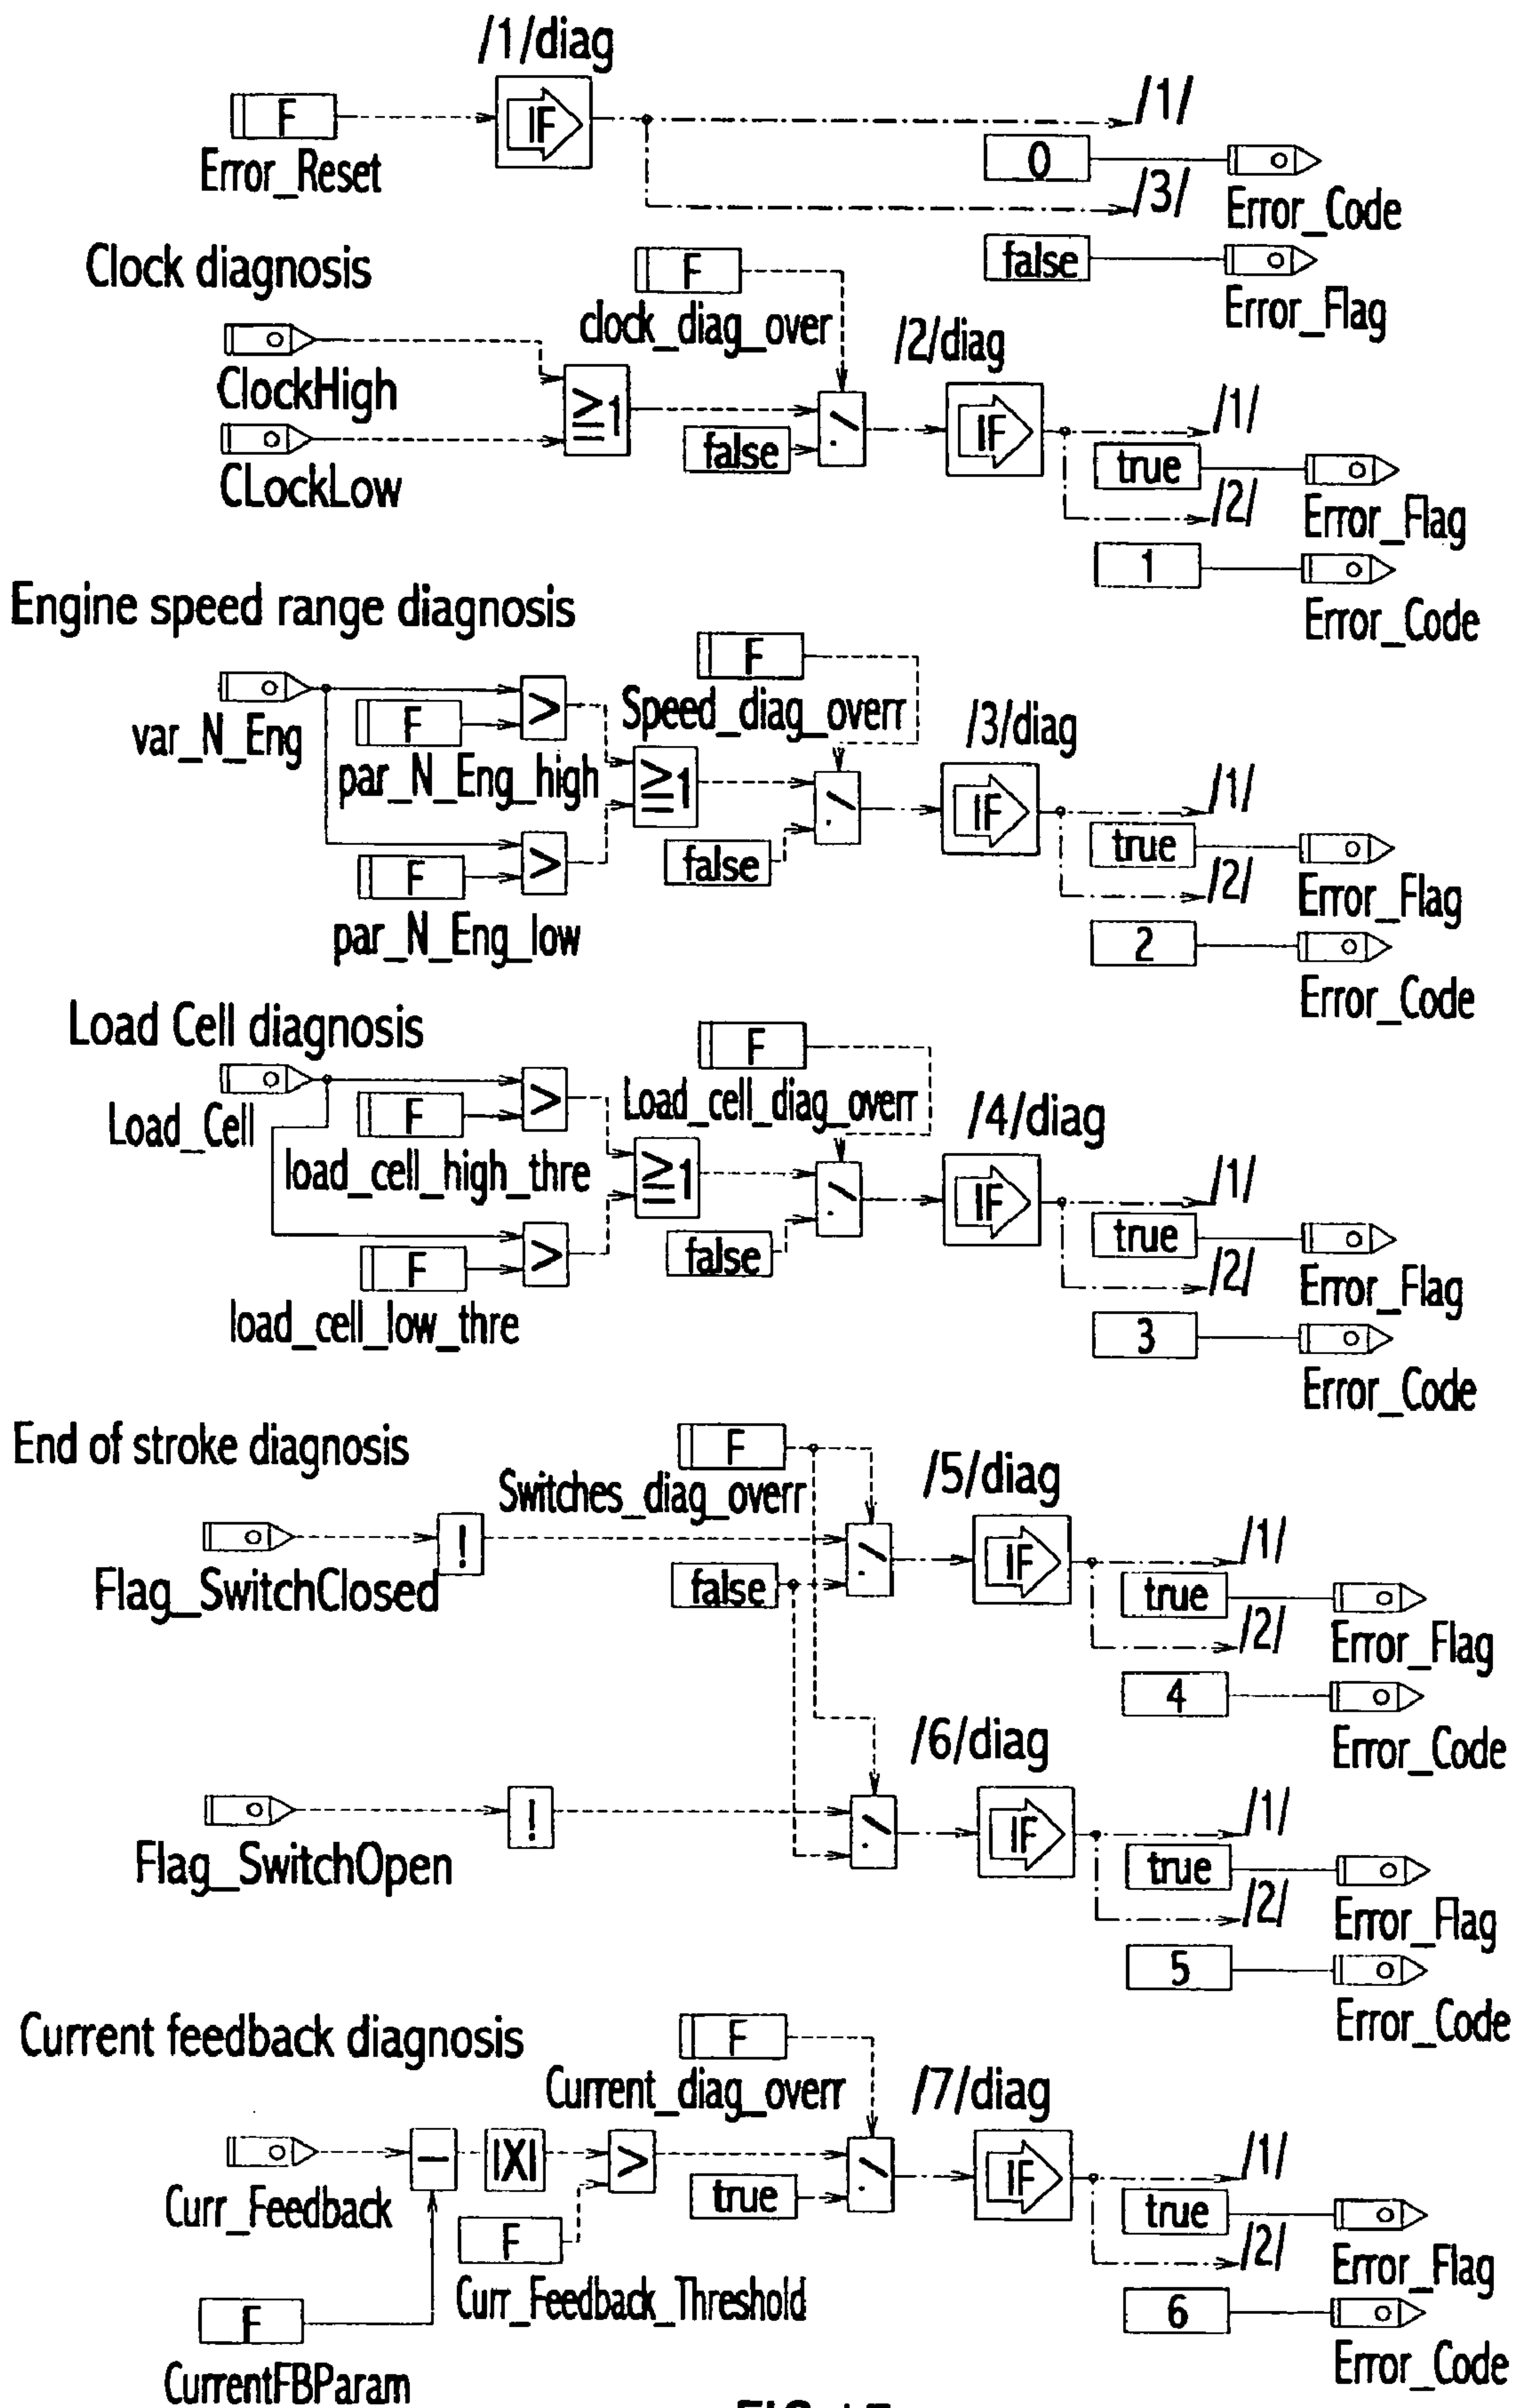 /1/diag
F
IF
/1/
Error_Reset
0
/3/
Error_Code
Clock diagnosis
F
false
clock_diag_over
Error_Flag
/2/diag
ClockHigh
≥1
IF
/1/
CLockLow
false
true
/2/
Error_Flag
1
Error_Code
Engine speed range diagnosis
F
var_N_Eng
F
>
Speed_diag_overr
/3/diag
par_N_Eng_high
≥1
IF
/1/
true
false
F
>
/2/
Error_Flag
par_N_Eng_low
2
Error_Code
Load Cell diagnosis
F
Load_Cell
F
>
Load_cell_diag_overr
/4/diag
load_cell_high_thre
≥1
IF
/1/
true
false
F
>
/2/
Error_Flag
load_cell_low_thre
3
Error_Code
End of stroke diagnosis
F
Switches_diag_overr
/5/diag
!
IF
/1/
Flag_SwitchClosed
false
true
/2/
Error_Flag
4
Error_Code
/6/diag
!
IF
/1/
Flag_SwitchOpen
true
/2/
Error_Flag
5
Error_Code
Current feedback diagnosis
F
Current_diag_overr
/7/diag
–
|X|
>
IF
/1/
Curr_Feedback
true
true
F
/2/
Error_Flag
Curr_Feedback_Threshold
F
6
Error_Code
CurrentFBParam